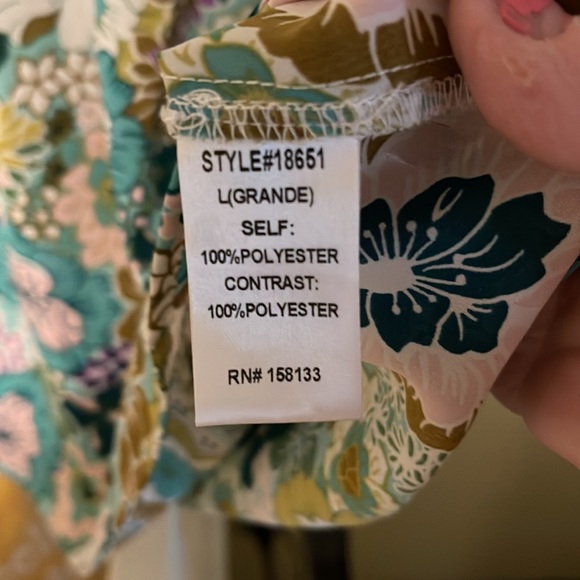 STYLE#18651
L(GRANDE)
SELF:
100%POLYESTER
CONTRAST:
100%POLYESTER
RN# 158133